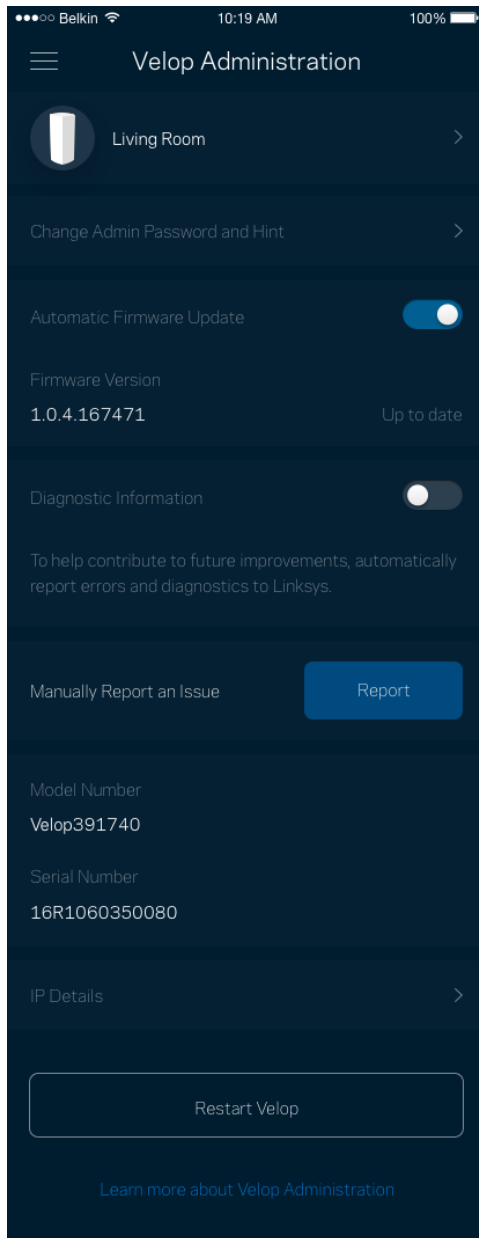 Belkin 10:19 AM 100%
Velop Administration
Living Room
Change Admin Password and Hint
Automatic Firmware Update
Firmware Version
1.0.4.167471 Up to date
Diagnostic Information
To help contribute to future improvements, automatically
report errors and diagnostics to Linksys.
Manually Report an Issue Report
Model Number
Velop391740
Serial Number
16R1060350080
IP Details
Restart Velop
Learn more about Velop Administration